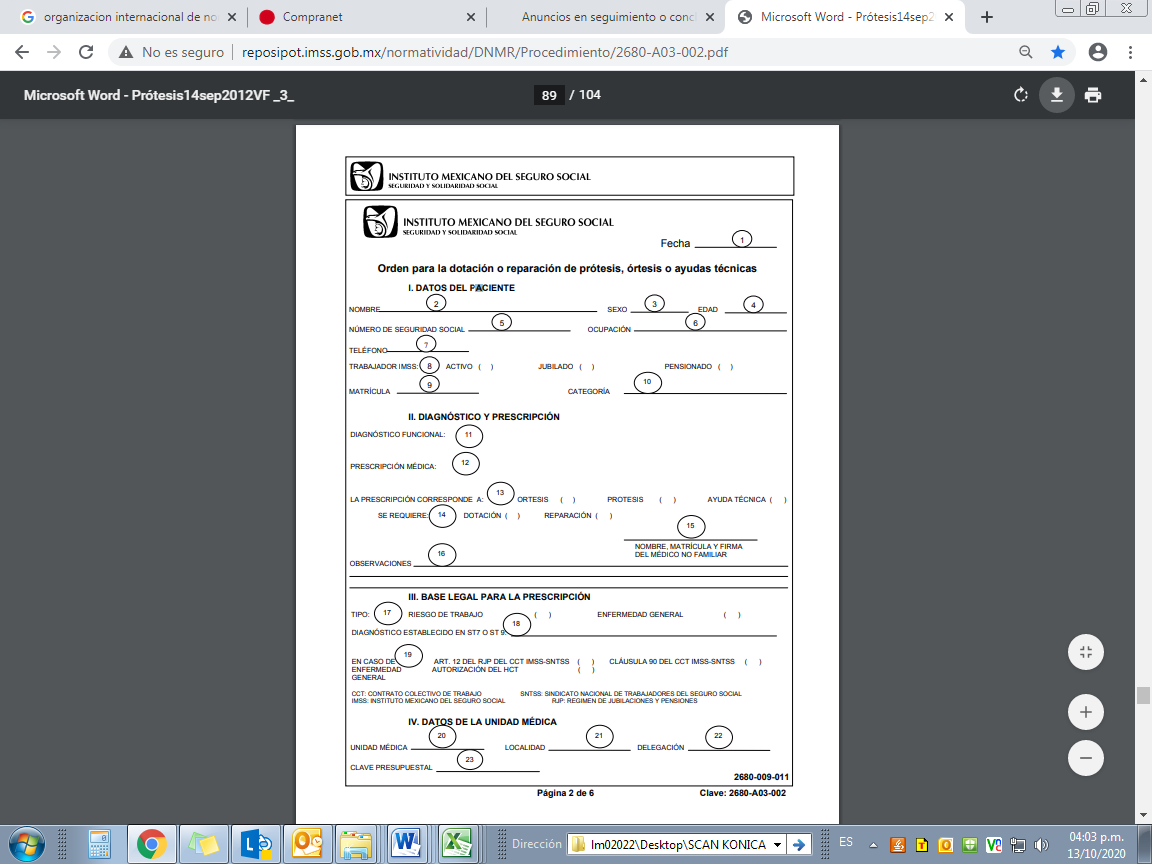 organizacion internacional de no
Compranet
Anuncios en seguimiento o conc
Microsoft Word - Prótesis14sep2
No es seguro
reposipot.imss.gob.mx/normatividad/DNMR/Procedimiento/2680-A03-002.pdf
Microsoft Word - Prótesis14sep2012VF _3_
89 / 104
INSTITUTO MEXICANO DEL SEGURO SOCIAL
SEGURIDAD Y SOLIDARIDAD SOCIAL
INSTITUTO MEXICANO DEL SEGURO SOCIAL
SEGURIDAD Y SOLIDARIDAD SOCIAL
Fecha 1
Orden para la dotación o reparación de prótesis, órtesis o ayudas técnicas
I. DATOS DEL PACIENTE
NOMBRE 2 SEXO 3 EDAD 4
NÚMERO DE SEGURIDAD SOCIAL 5 OCUPACIÓN 6
TELÉFONO 7
TRABAJADOR IMSS: 8 ACTIVO ( ) JUBILADO ( ) PENSIONADO ( )
MATRÍCULA 9 CATEGORÍA 10
II. DIAGNÓSTICO Y PRESCRIPCIÓN
DIAGNÓSTICO FUNCIONAL: 11
PRESCRIPCIÓN MÉDICA: 12
LA PRESCRIPCIÓN CORRESPONDE A: 13 ORTESIS ( ) PROTESIS ( ) AYUDA TÉCNICA ( )
SE REQUIERE: 14 DOTACIÓN ( ) REPARACIÓN ( )
15
NOMBRE, MATRÍCULA Y FIRMA
DEL MÉDICO NO FAMILIAR
OBSERVACIONES 16
III. BASE LEGAL PARA LA PRESCRIPCIÓN
TIPO: 17 RIESGO DE TRABAJO ( ) ENFERMEDAD GENERAL ( )
DIAGNÓSTICO ESTABLECIDO EN ST7 O ST 9: 18
EN CASO DE 19 ART. 12 DEL RJP DEL CCT IMSS-SNTSS ( ) CLÁUSULA 90 DEL CCT IMSS-SNTSS ( )
ENFERMEDAD AUTORIZACIÓN DEL HCT ( )
GENERAL
CCT: CONTRATO COLECTIVO DE TRABAJO SNTSS: SINDICATO NACIONAL DE TRABAJADORES DEL SEGURO SOCIAL
IMSS: INSTITUTO MEXICANO DEL SEGURO SOCIAL RJP: REGIMEN DE JUBILACIONES Y PENSIONES
IV. DATOS DE LA UNIDAD MÉDICA
UNIDAD MÉDICA 20 LOCALIDAD 21 DELEGACIÓN 22
CLAVE PRESUPUESTAL 23
2680-009-011
Página 2 de 6 Clave: 2680-A03-002
Dirección lm02022\Desktop\SCAN KONICA ES
04:03 p.m.
13/10/2020